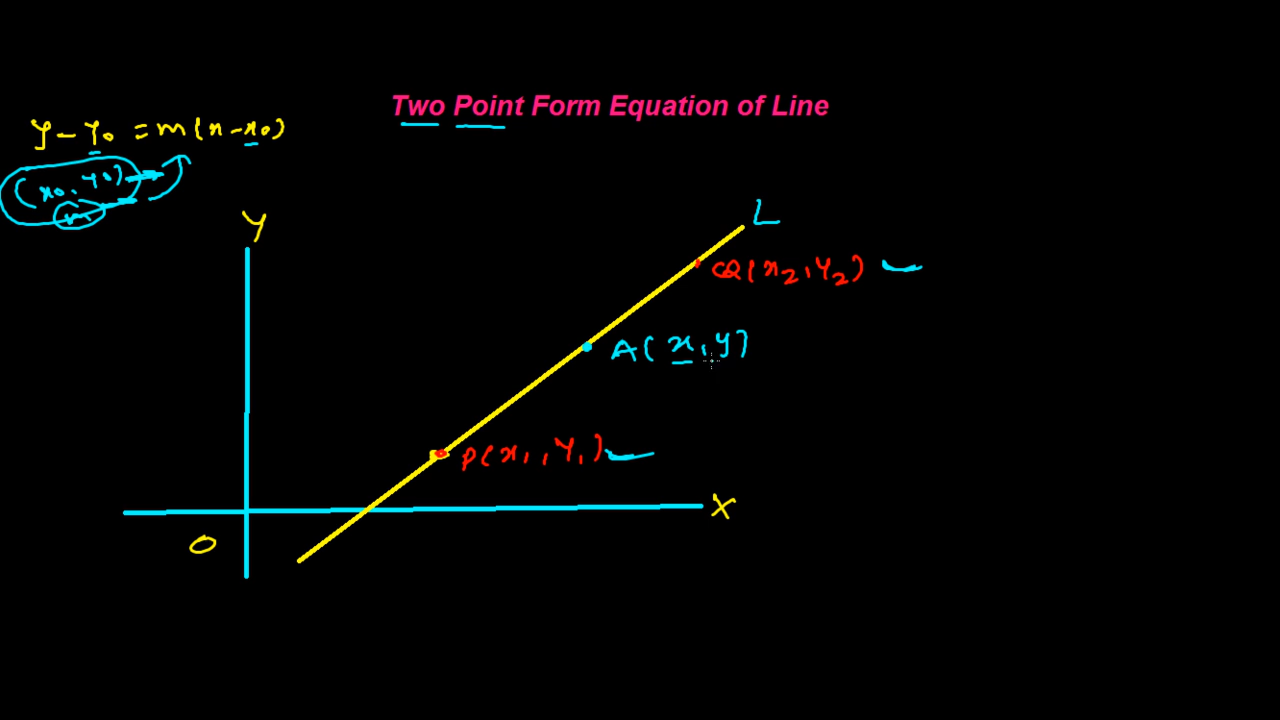 Two Point Form Equation of Line
y - y₀ = m(x - x₀)
(x₀, y₀)
m
Y
L
Q(x₂, y₂)
A(x, y)
P(x₁, y₁)
X
O